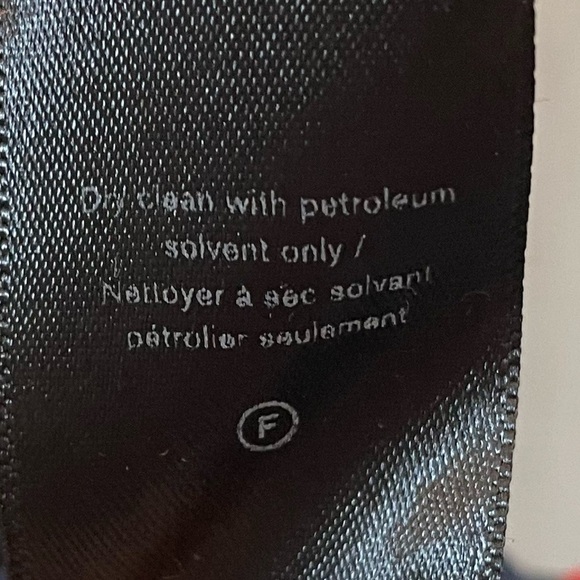 Dry clean with petroleum
solvent only /
Nettoyer à sec solvant
pétrolier seulement
F